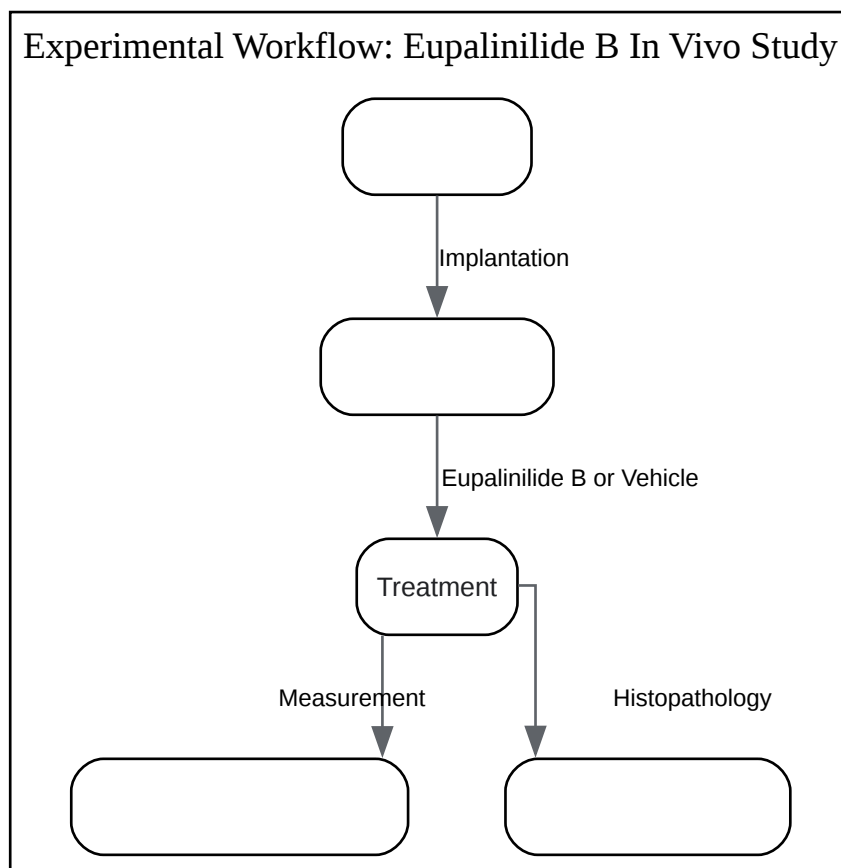 Experimental Workflow: Eupalinilide B In Vivo Study
Implantation
Eupalinilide B or Vehicle
Treatment
Measurement
Histopathology